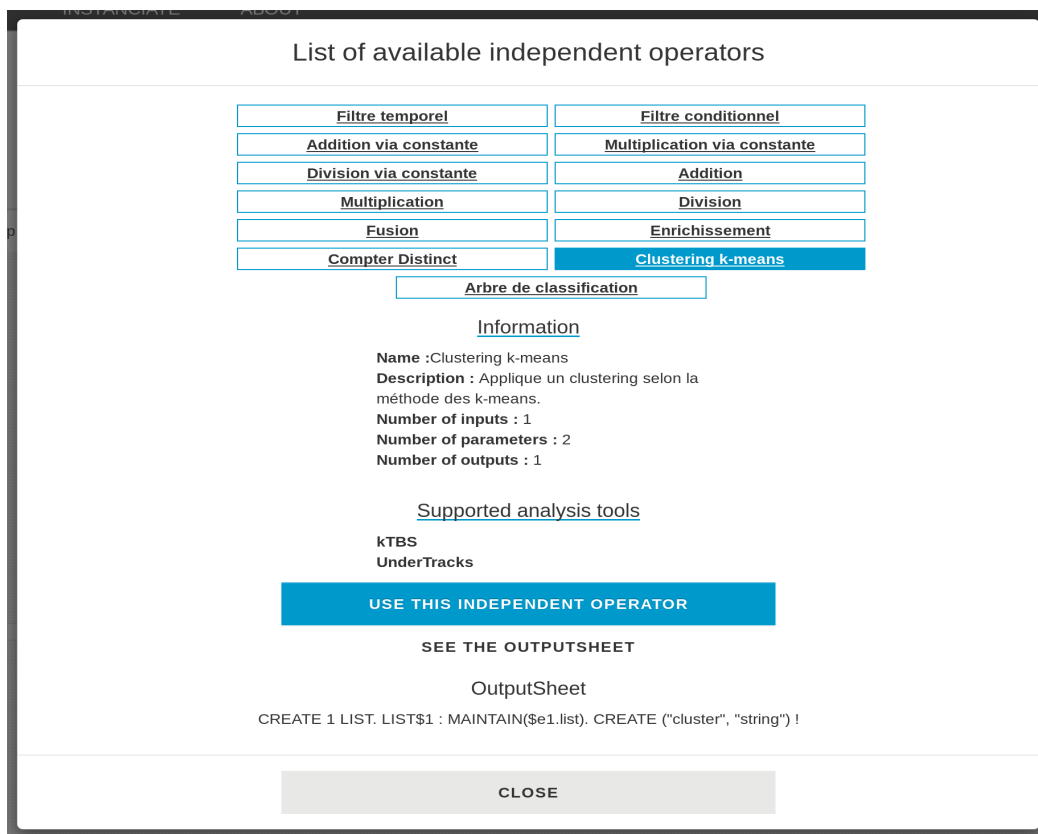 INSTANCIATE ABOUT
List of available independent operators
Filtre temporel Filtre conditionnel
Addition via constante Multiplication via constante
Division via constante Addition
Multiplication Division
Fusion Enrichissement
Compter Distinct Clustering k-means
Arbre de classification
Information
Name :Clustering k-means
Description : Applique un clustering selon la
méthode des k-means.
Number of inputs : 1
Number of parameters : 2
Number of outputs : 1
Supported analysis tools
kTBS
UnderTracks
USE THIS INDEPENDENT OPERATOR
SEE THE OUTPUTSHEET
OutputSheet
CREATE 1 LIST. LIST$1 : MAINTAIN($e1.list). CREATE ("cluster", "string") !
CLOSE